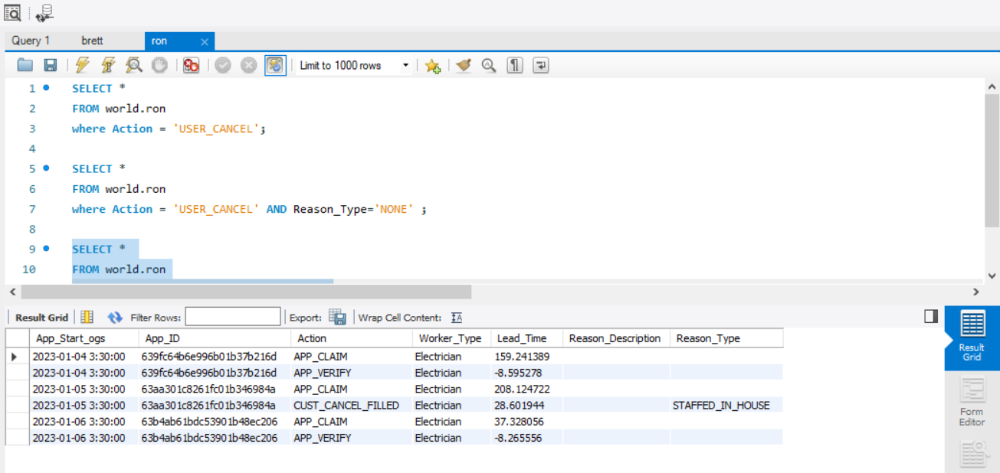 Query 1 brett ron
Limit to 1000 rows
1 SELECT *
2 FROM world.ron
3 where Action = 'USER_CANCEL';
4
5 SELECT *
6 FROM world.ron
7 where Action = 'USER_CANCEL' AND Reason_Type='NONE' ;
8
9 SELECT *
10 FROM world.ron
Result Grid Filter Rows: Export: Wrap Cell Content:
App_Start_ogs App_ID Action Worker_Type Lead_Time Reason_Description Reason_Type
2023-01-04 3:30:00 639fc64b6e996b01b37b216d APP_CLAIM Electrician 159.241389
2023-01-04 3:30:00 639fc64b6e996b01b37b216d APP_VERIFY Electrician -8.595278
2023-01-05 3:30:00 63aa301c8261fc01b346984a APP_CLAIM Electrician 208.124722
2023-01-05 3:30:00 63aa301c8261fc01b346984a CUST_CANCEL_FILLED Electrician 28.601944 STAFFED_IN_HOUSE
2023-01-06 3:30:00 63b4ab61bdc53901b48ec206 APP_CLAIM Electrician 37.328056
2023-01-06 3:30:00 63b4ab61bdc53901b48ec206 APP_VERIFY Electrician -8.265556
Result
Grid
Form
Editor